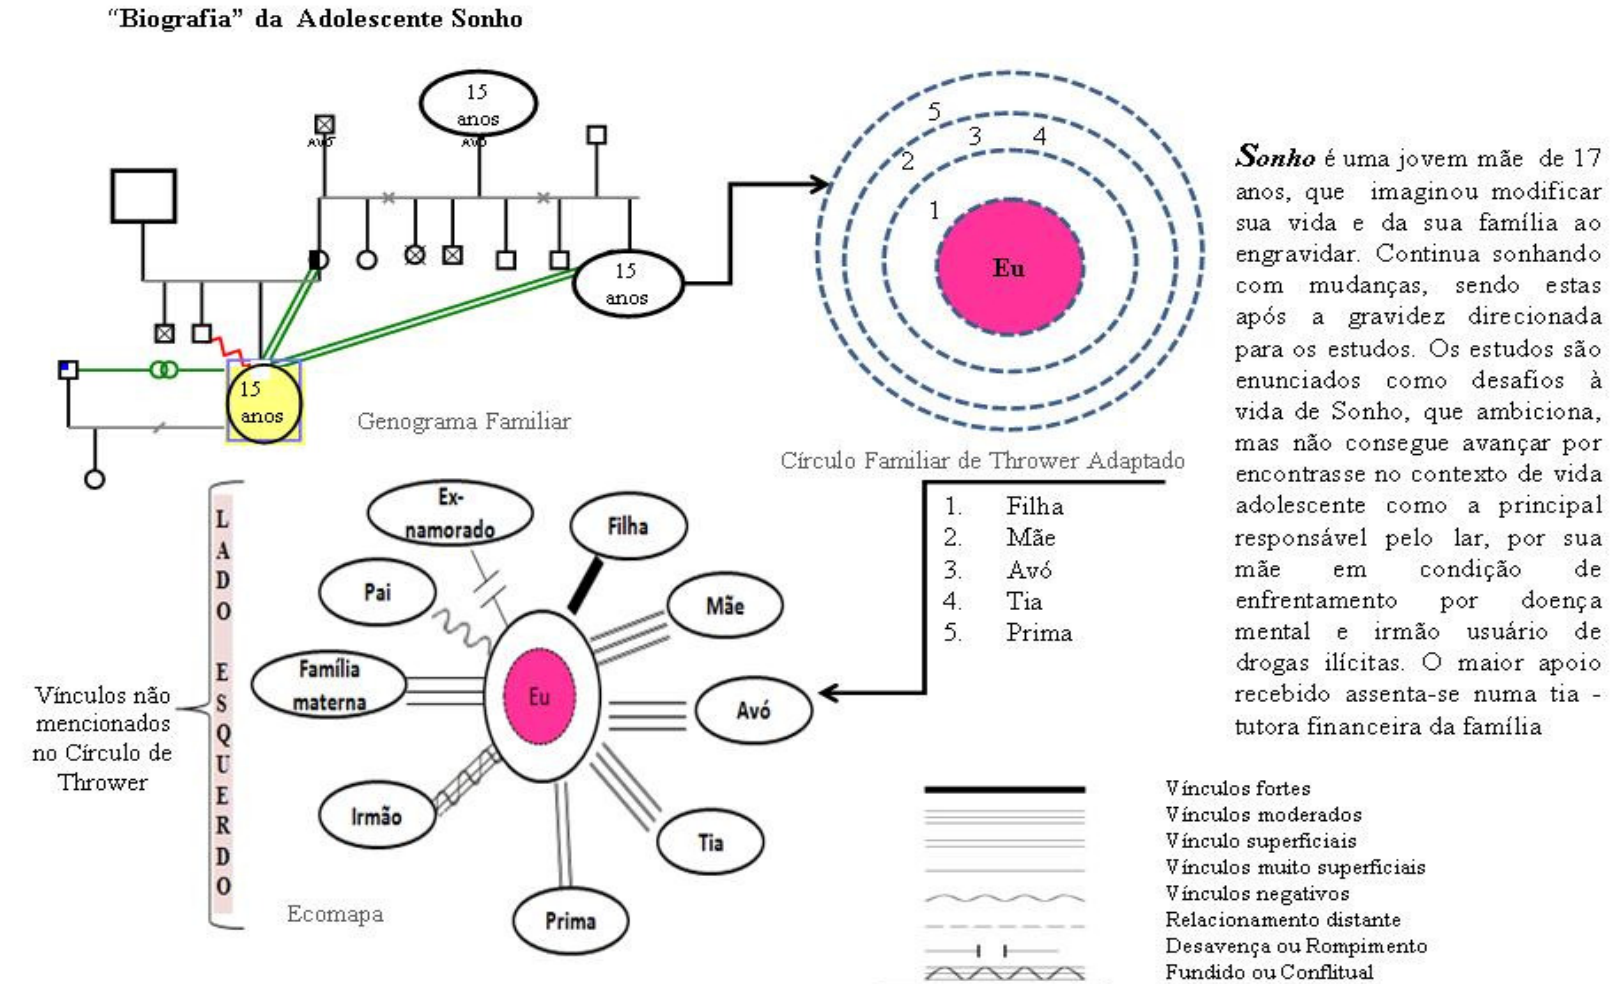 “Biografia” da Adolescente Sonho
15
anos
AVÓ
15
anos
15
anos
Genograma Familiar
5
3
4
2
1
Eu
Círculo Familiar de Thrower Adaptado
1. Filha
2. Mãe
3. Avó
4. Tia
5. Prima
Sonho é uma jovem mãe de 17
anos, que imaginou modificar
sua vida e da sua família ao
engravidar. Continua sonhando
com mudanças, sendo estas
após a gravidez direcionada
para os estudos. Os estudos são
enunciados como desafios à
vida de Sonho, que ambiciona,
mas não consegue avançar por
encontrasse no contexto de vida
adolescente como a principal
responsável pelo lar, por sua
mãe em condição de
enfrentamento por doença
mental e irmão usuário de
drogas ilícitas. O maior apoio
recebido assenta-se numa tia -
tutora financeira da família
Vínculos não
mencionados
no Círculo de
Thrower
LADO ESQUERDO
Ex-
namorado
Filha
Pai
Mãe
Família
materna
Eu
Avó
Irmão
Tia
Prima
Ecomapa
Vínculos fortes
Vínculos moderados
Vínculo superficiais
Vínculos muito superficiais
Vínculos negativos
Relacionamento distante
Desavença ou Rompimento
Fundido ou Conflitual